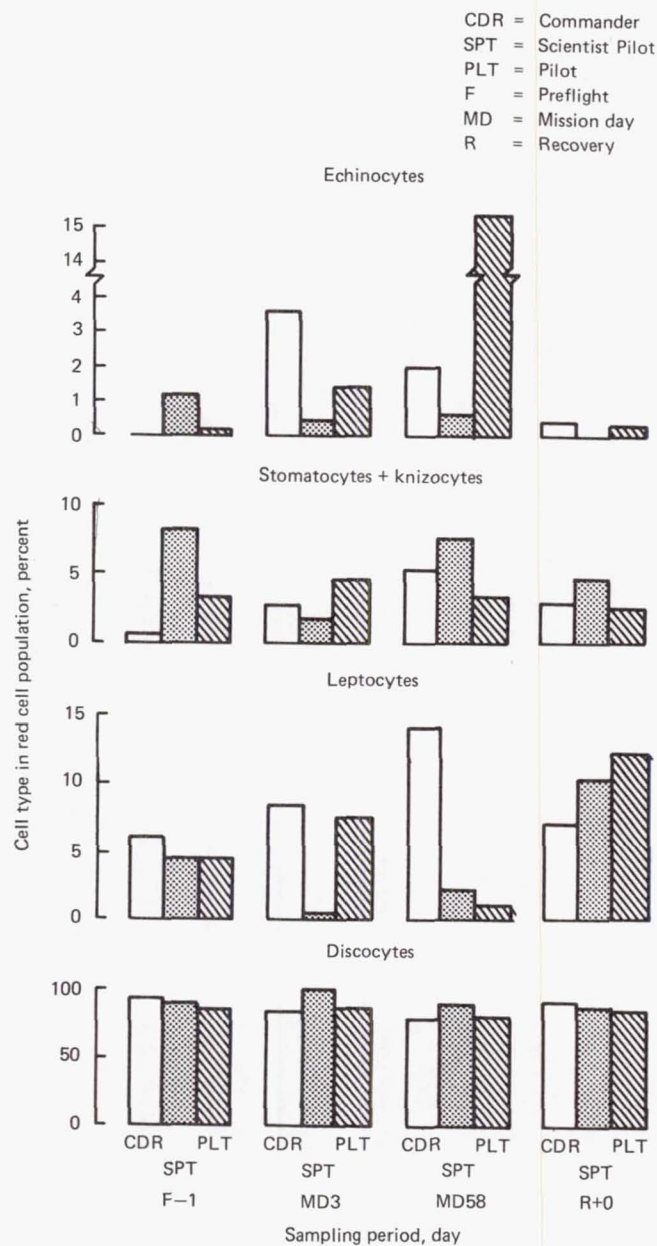 CDR = Commander
SPT = Scientist Pilot
PLT = Pilot
F = Preflight
MD = Mission day
R = Recovery
Echinocytes
15
14
4
3
2
1
0
Stomatocytes + knizocytes
10
5
0
Cell type in red cell population, percent
Leptocytes
15
10
5
0
Discocytes
100
50
0
CDR PLT CDR PLT CDR PLT CDR PLT
SPT SPT SPT SPT
F−1 MD3 MD58 R+0
Sampling period, day